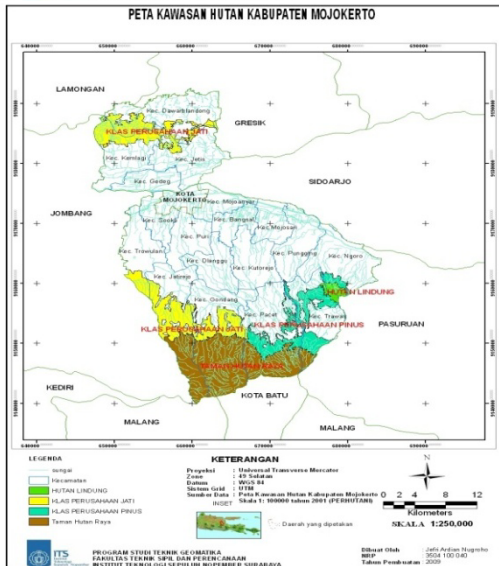 PETA KAWASAN HUTAN KABUPATEN MOJOKERTO
640000 650000 660000 670000 680000 690000
LAMONGAN
Kec. Dawarblandong
GRESIK
KLAS PERUSAHAAN JATI
Kec. Kemlagi
Kec. Jetis
SIDOARJO
Kec. Gedeg
KOTA
MOJOKERTO
JOMBANG
Kec. Sooko
Kec. Bangsal
Kec. Mojosari
Kec. Puri
Kec. Trowulan
Kec. Dlanggu
Kec. Pungging
Kec. Ngoro
Kec. Kutorejo
Kec. Jatirejo
HUTAN LINDUNG
Kec. Gondang
Kec. Pacet
Kec. Trawas
KLAS PERUSAHAAN JATI
KLAS PERUSAHAAN PINUS
PASURUAN
TAMAN HUTAN RAYA
KEDIRI
KOTA BATU
MALANG
MALANG
LEGENDA
sungai
Kecamatan
HUTAN LINDUNG
KLAS PERUSAHAAN JATI
KLAS PERUSAHAAN PINUS
Taman Hutan Raya
KETERANGAN
Proyeksi : Universal Transverse Mercator
Zone : 49 Selatan
Datum : WGS 84
Sistem Grid : UTM
Sumber Data : Peta Kawasan Hutan Kabupaten Mojokerto
Skala 1: 100000 tahun 2001 (PERHUTANI)
INSET
Daerah yang dipetakan
N
0 2 4 8 12
Kilometers
SKALA 1:250,000
ITS
PROGRAM STUDI TEKNIK GEOMATIKA
FAKULTAS TEKNIK SIPIL DAN PERENCANAAN
INSTITUT TEKNOLOGI SEPULUH NOPEMBER SURABAYA
Dibuat Oleh : Jefri Ardian Nugroho
NRP : 3504 100 040
Tahun Pembuatan : 2009